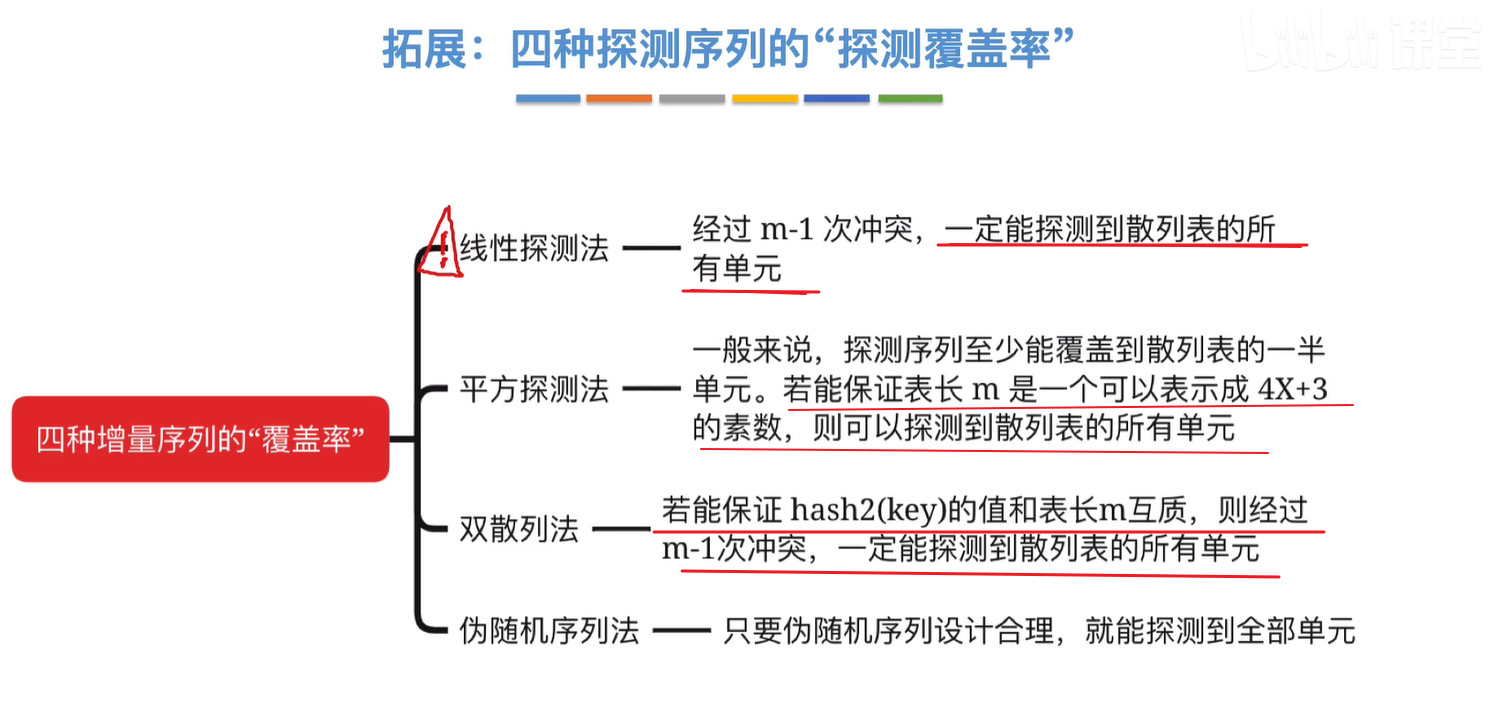 拓展：四种探测序列的“探测覆盖率”
bilibili 课堂
四种增量序列的“覆盖率”
线性探测法
经过 m-1 次冲突，一定能探测到散列表的所
有单元
平方探测法
一般来说，探测序列至少能覆盖到散列表的一半
单元。若能保证表长 m 是一个可以表示成 4X+3
的素数，则可以探测到散列表的所有单元
双散列法
若能保证 hash2(key)的值和表长m互质，则经过
m-1次冲突，一定能探测到散列表的所有单元
伪随机序列法
只要伪随机序列设计合理，就能探测到全部单元